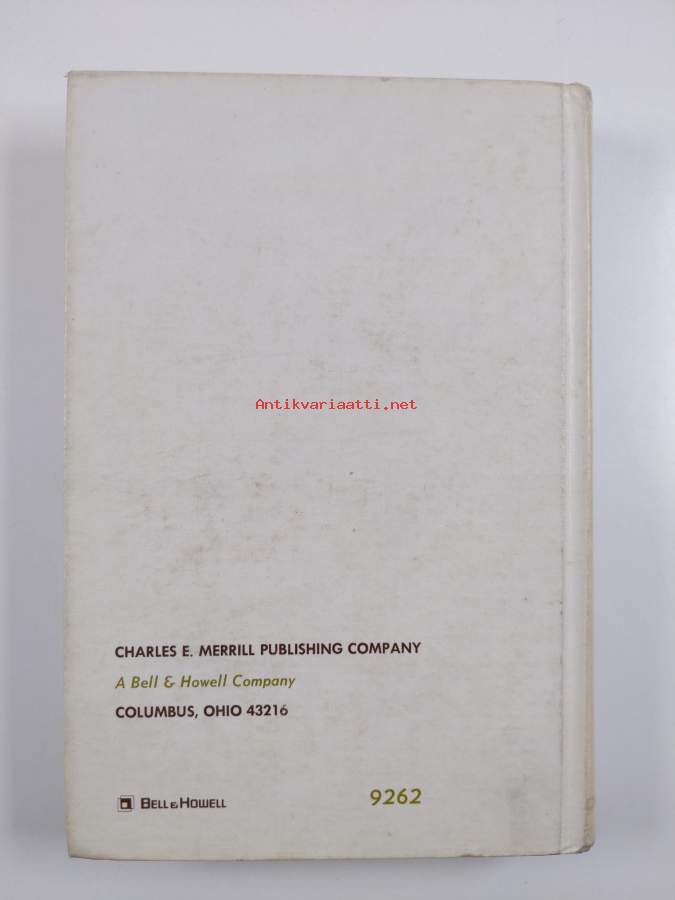 Antikvariaatti.net
CHARLES E. MERRILL PUBLISHING COMPANY
A Bell & Howell Company
COLUMBUS, OHIO 43216
BELL & HOWELL
9262